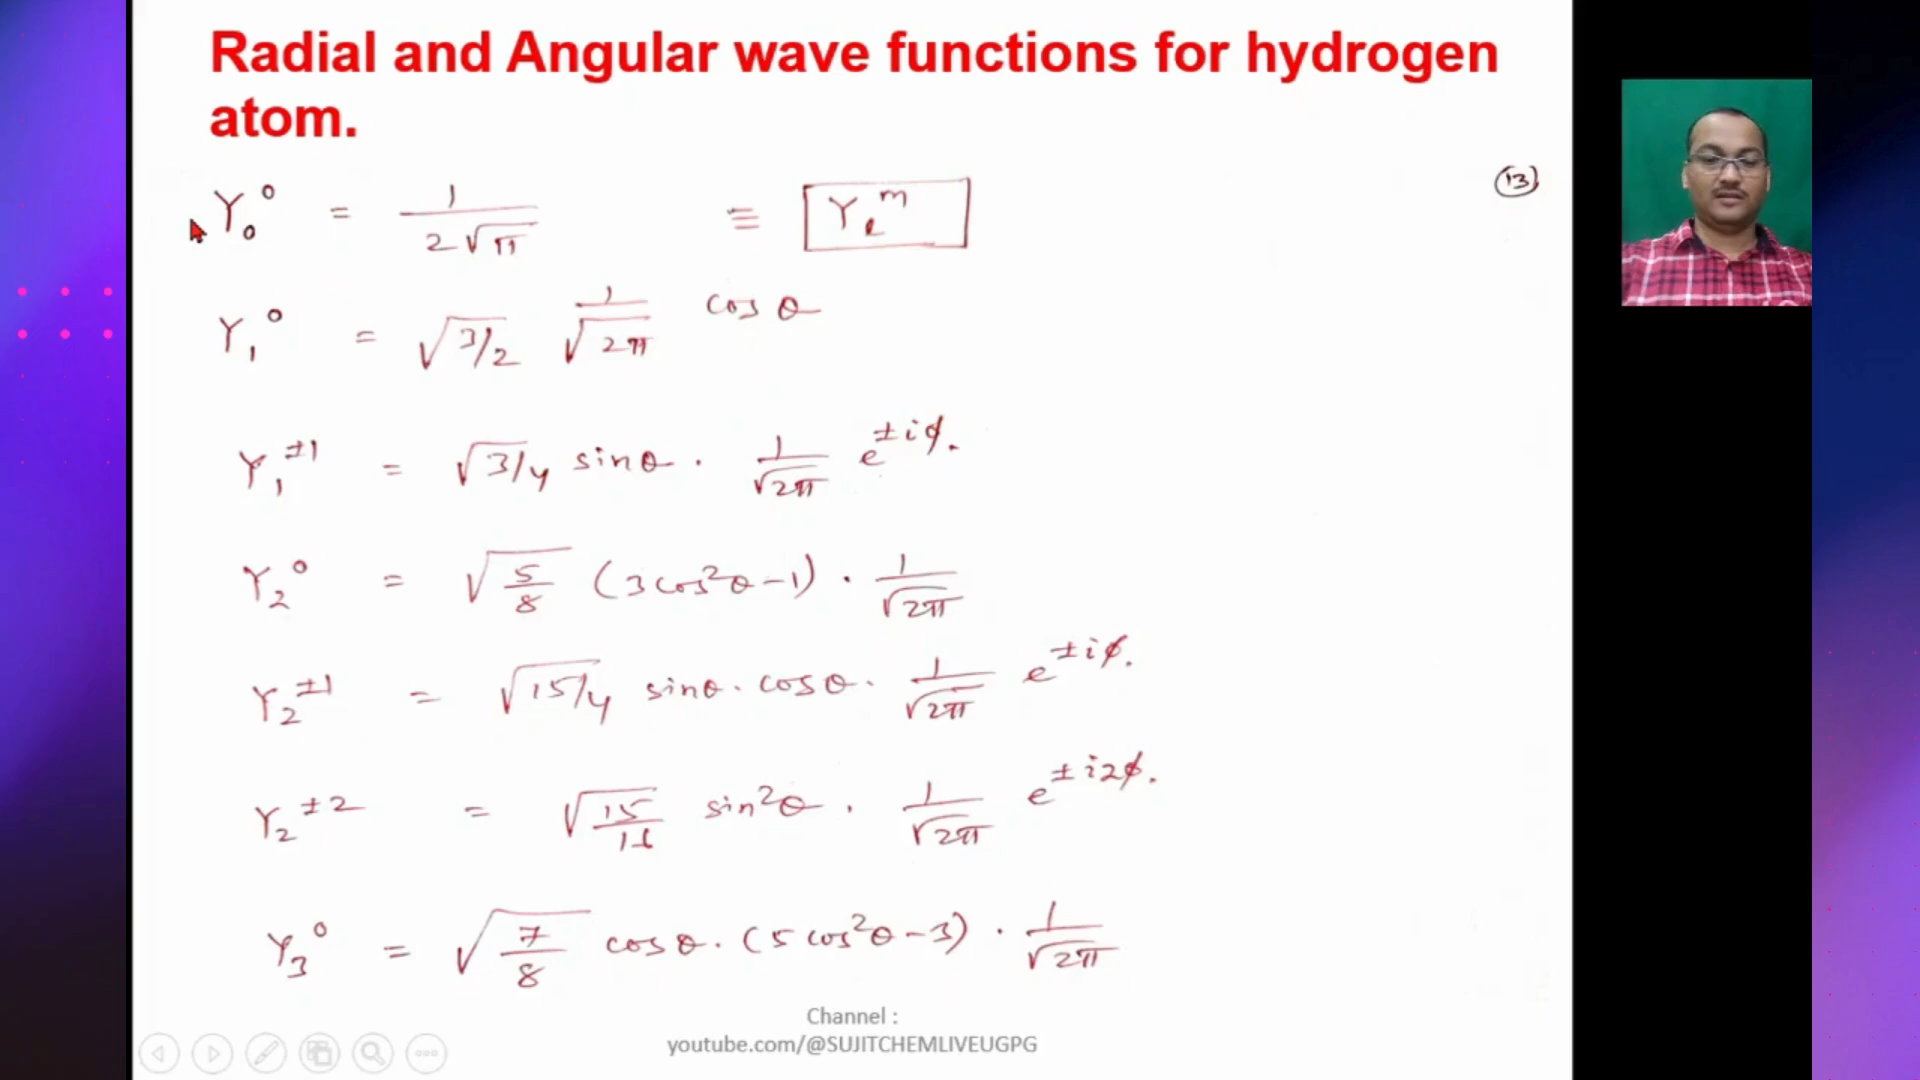 Radial and Angular wave functions for hydrogen
atom.
13
Y₀⁰ = 1/(2√π) ≡ Yₗᵐ
Y₁⁰ = √3/2 1/√2π cos θ
Y₁^±1 = √3/4 sinθ · 1/√2π e^±iφ.
Y₂⁰ = √5/8 (3cos²θ-1) · 1/√2π
Y₂^±1 = √15/4 sinθ · cosθ · 1/√2π e^±iφ.
Y₂^±2 = √15/16 sin²θ · 1/√2π e^±i2φ.
Y₃⁰ = √7/8 cosθ · (5cos²θ-3) · 1/√2π
Channel :
youtube.com/@SUJITCHEMLIVEUGPG